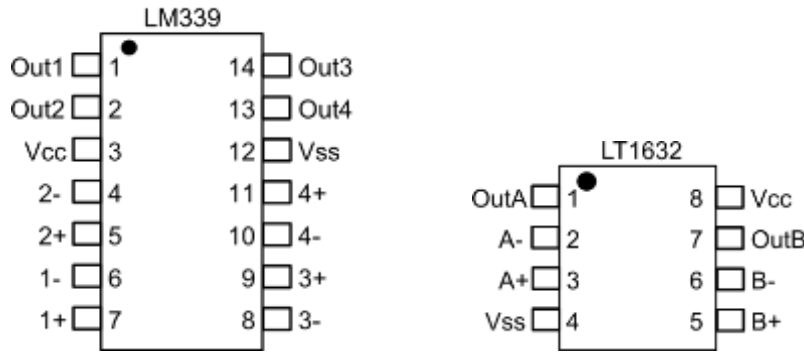 LM339
Out1 1 14 Out3
Out2 2 13 Out4
Vcc 3 12 Vss
2- 4 11 4+
2+ 5 10 4-
1- 6 9 3+
1+ 7 8 3-
LT1632
OutA 1 8 Vcc
A- 2 7 OutB
A+ 3 6 B-
Vss 4 5 B+